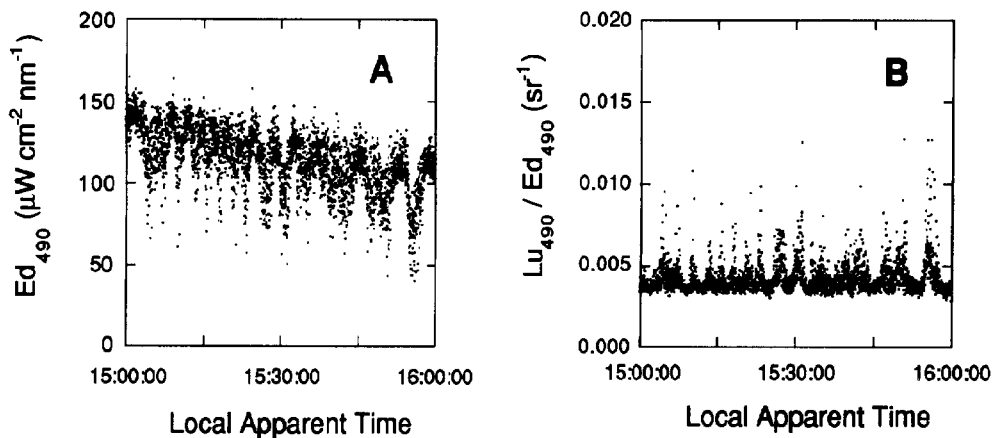 A
Ed490 (µW cm-2 nm-1)
200
150
100
50
0
15:00:00 15:30:00 16:00:00
Local Apparent Time
B
Lu490 / Ed490 (sr-1)
0.020
0.015
0.010
0.005
0.000
15:00:00 15:30:00 16:00:00
Local Apparent Time